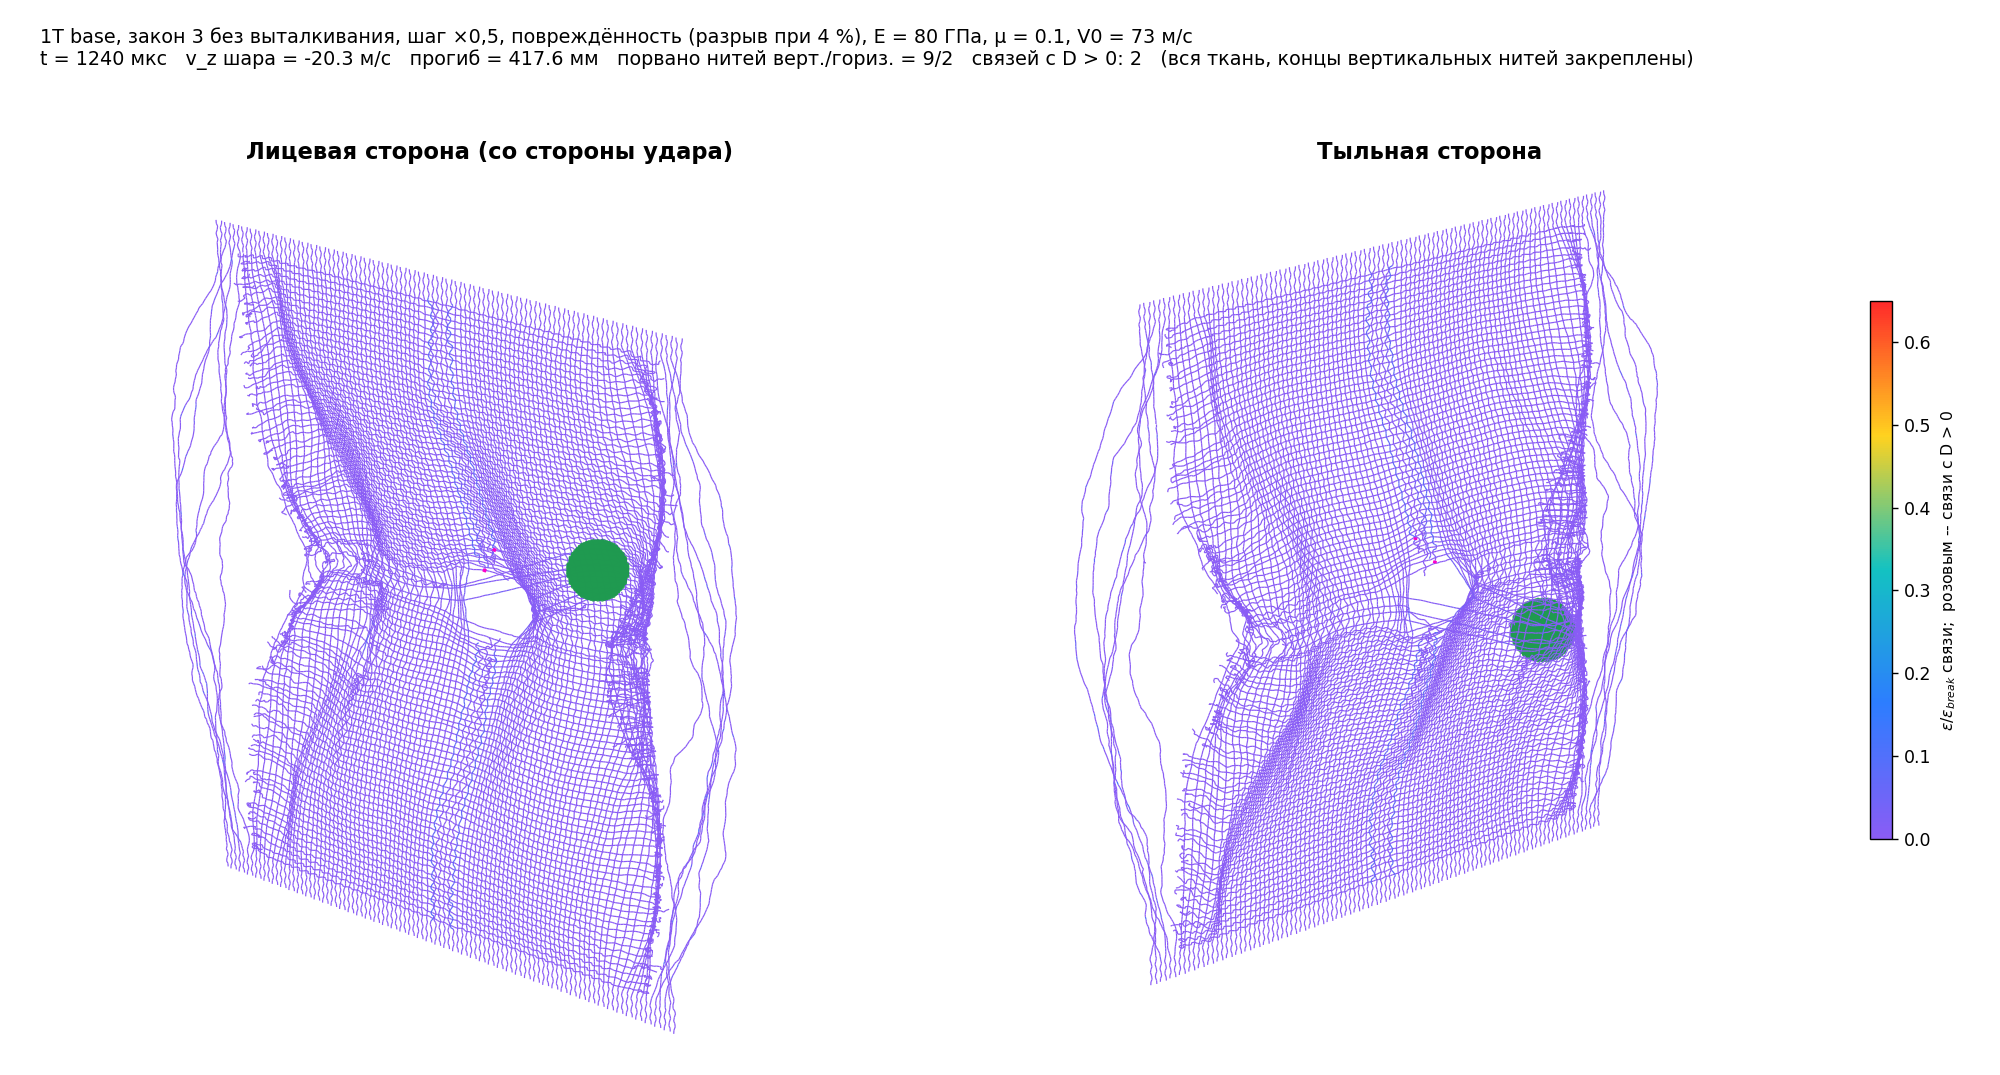 1T base, закон 3 без выталкивания, шаг ×0,5, повреждённость (разрыв при 4 %), E = 80 ГПа, μ = 0.1, V0 = 73 м/с
t = 1240 мкс v_z шара = -20.3 м/с прогиб = 417.6 мм порвано нитей верт./гориз. = 9/2 связей с D > 0: 2 (вся ткань, концы вертикальных нитей закреплены)
Лицевая сторона (со стороны удара)
Тыльная сторона
0.6
0.5
0.4
0.3
0.2
0.1
0.0
ε/ε_break связи; розовым -- связи с D > 0